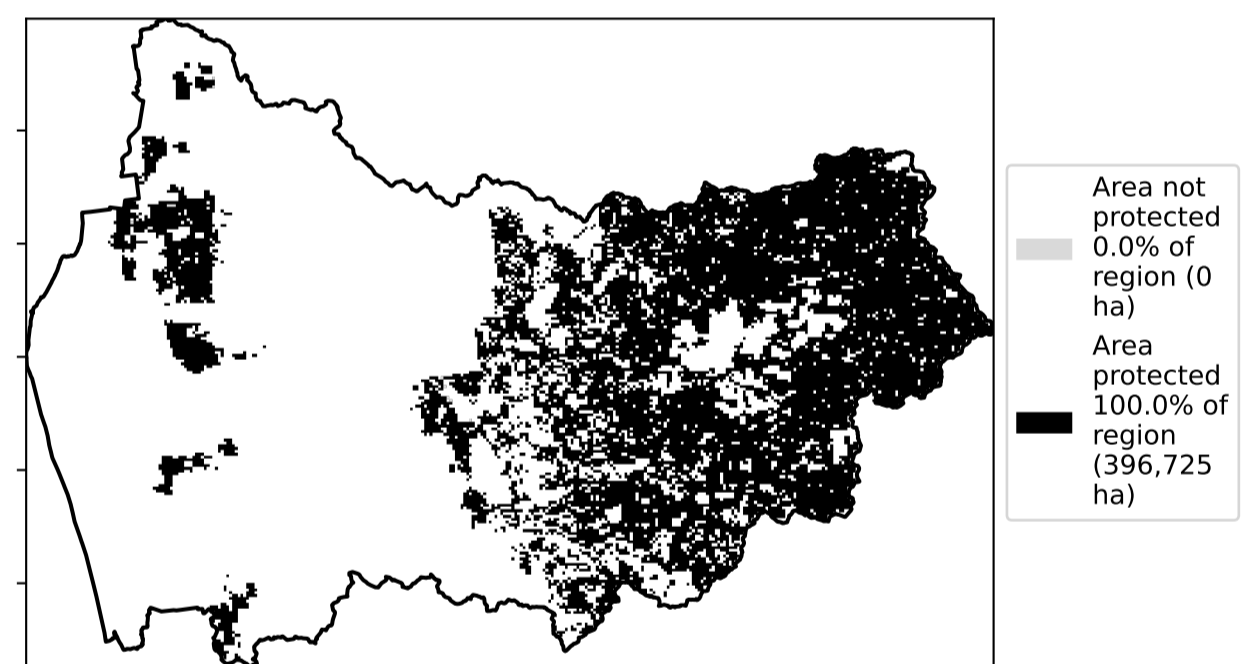 Area not
protected
0.0% of
region (0
ha)
Area
protected
100.0% of
region
(396,725
ha)